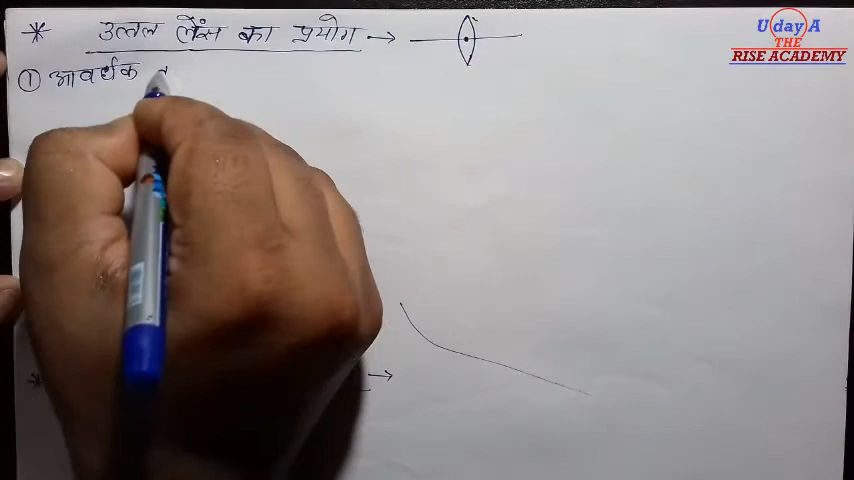 * उत्तल लेंस का प्रयोग →
① आवर्धक
* →
Uday A
THE
RISE ACADEMY